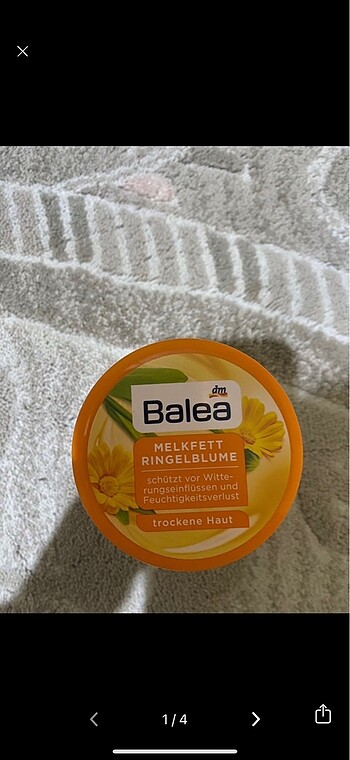 dm
Balea
MELKFETT
RINGELBLUME
schützt vor Witte-
rungseinflüssen und
Feuchtigkeitsverlust
trockene Haut
1/4